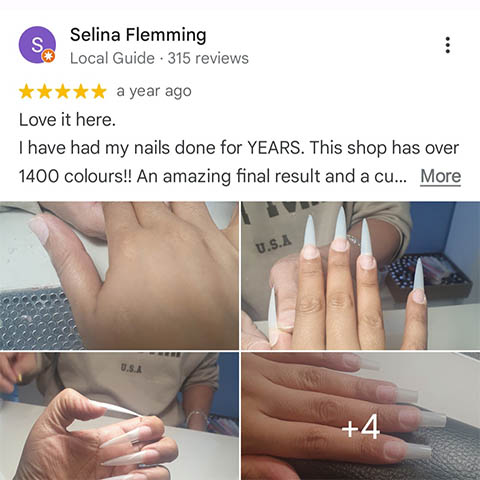 S
Selina Flemming
Local Guide · 315 reviews
a year ago
Love it here.
I have had my nails done for YEARS. This shop has over
1400 colours!! An amazing final result and a cu... More
U.S.A
U.S.A
+4